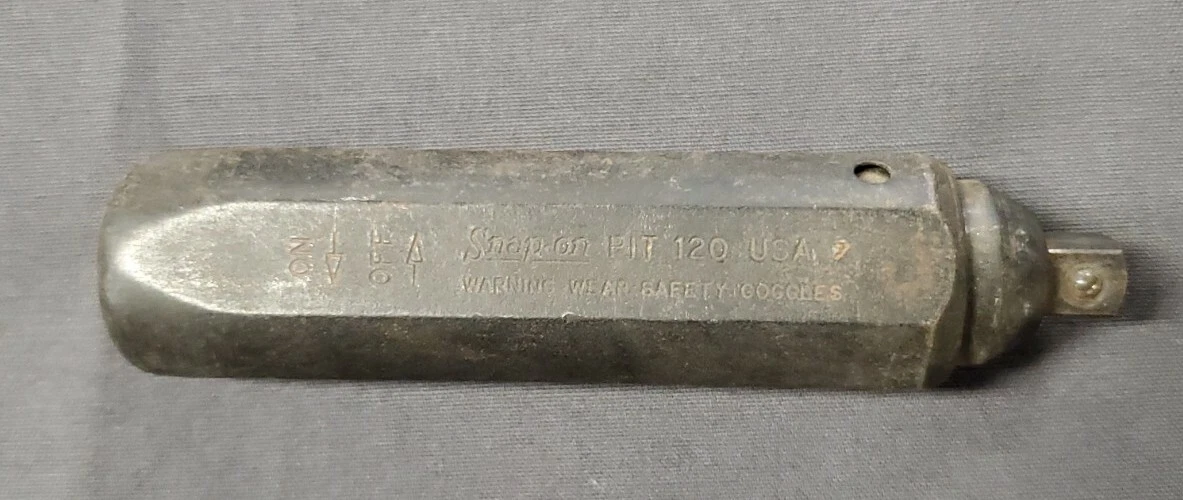 ON
OFF
Snap-on PIT 120 USA
WARNING WEAR SAFETY GOGGLES